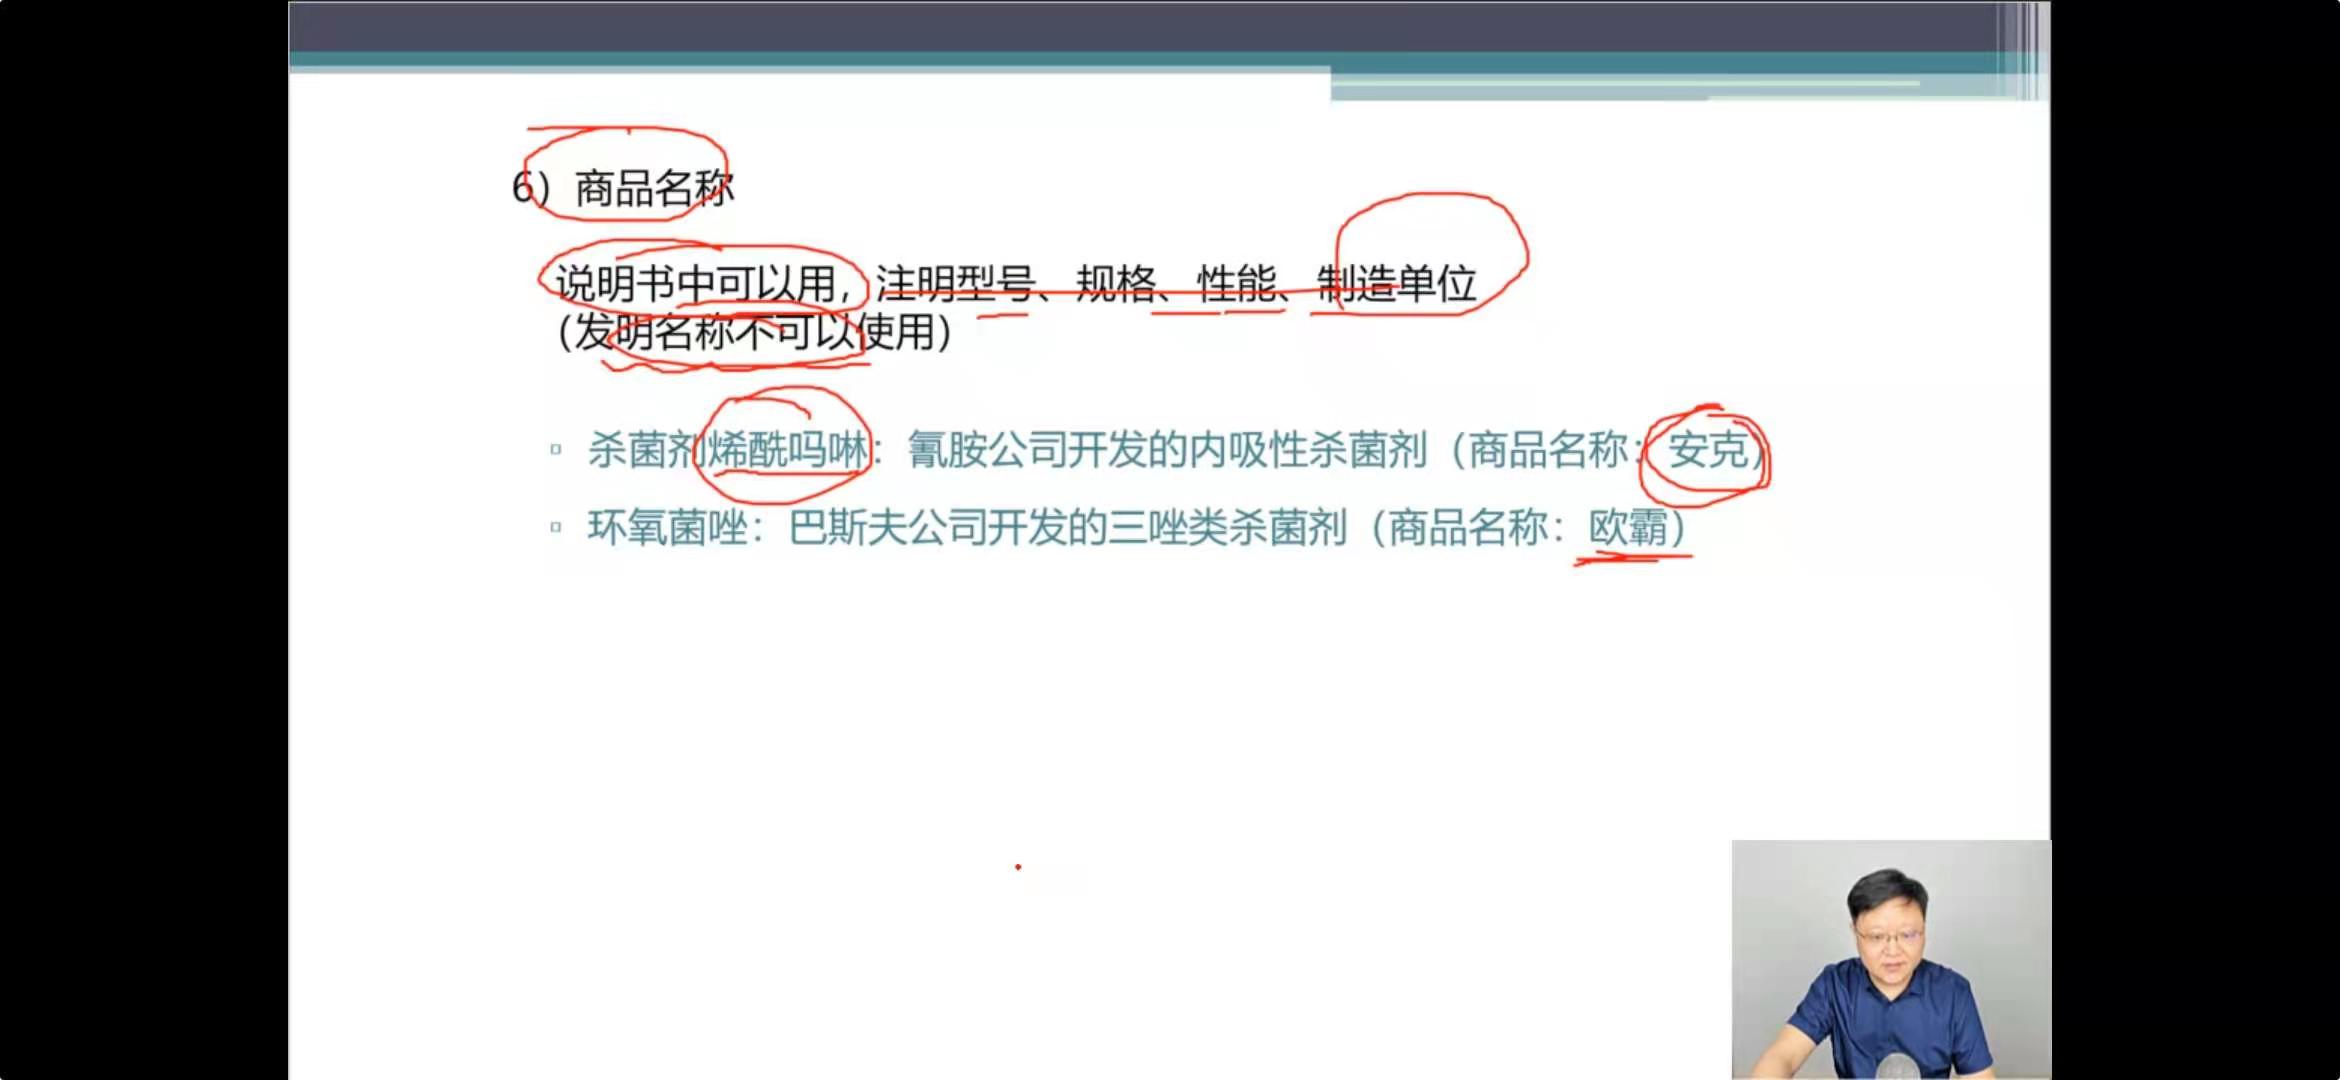 6）商品名称
说明书中可以用，注明型号、规格、性能、制造单位
（发明名称不可以使用）
▫ 杀菌剂烯酰吗啉：氰胺公司开发的内吸性杀菌剂（商品名称：安克）
▫ 环氧菌唑：巴斯夫公司开发的三唑类杀菌剂（商品名称：欧霸）